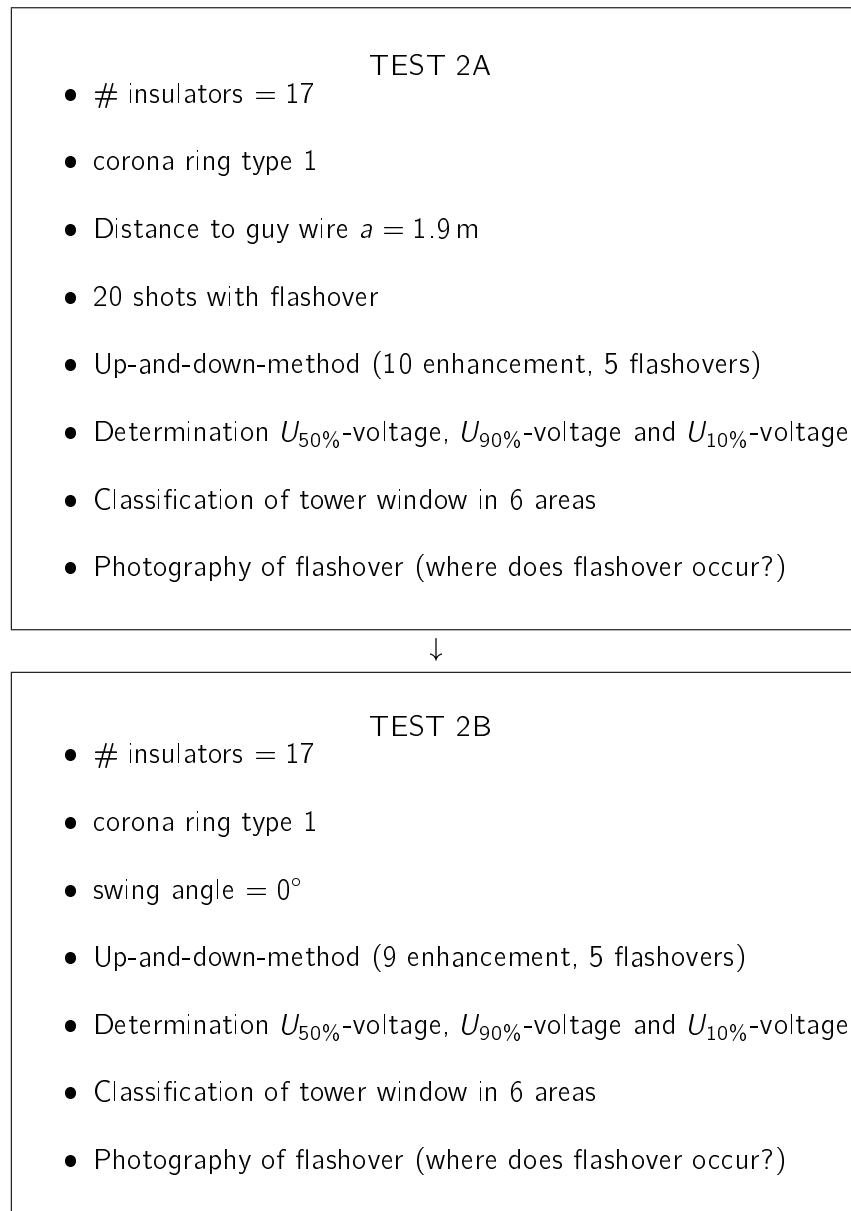 TEST 2A
• # insulators = 17
• corona ring type 1
• Distance to guy wire a = 1.9 m
• 20 shots with flashover
• Up-and-down-method (10 enhancement, 5 flashovers)
• Determination U50%-voltage, U90%-voltage and U10%-voltage
• Classification of tower window in 6 areas
• Photography of flashover (where does flashover occur?)
↓
TEST 2B
• # insulators = 17
• corona ring type 1
• swing angle = 0°
• Up-and-down-method (9 enhancement, 5 flashovers)
• Determination U50%-voltage, U90%-voltage and U10%-voltage
• Classification of tower window in 6 areas
• Photography of flashover (where does flashover occur?)